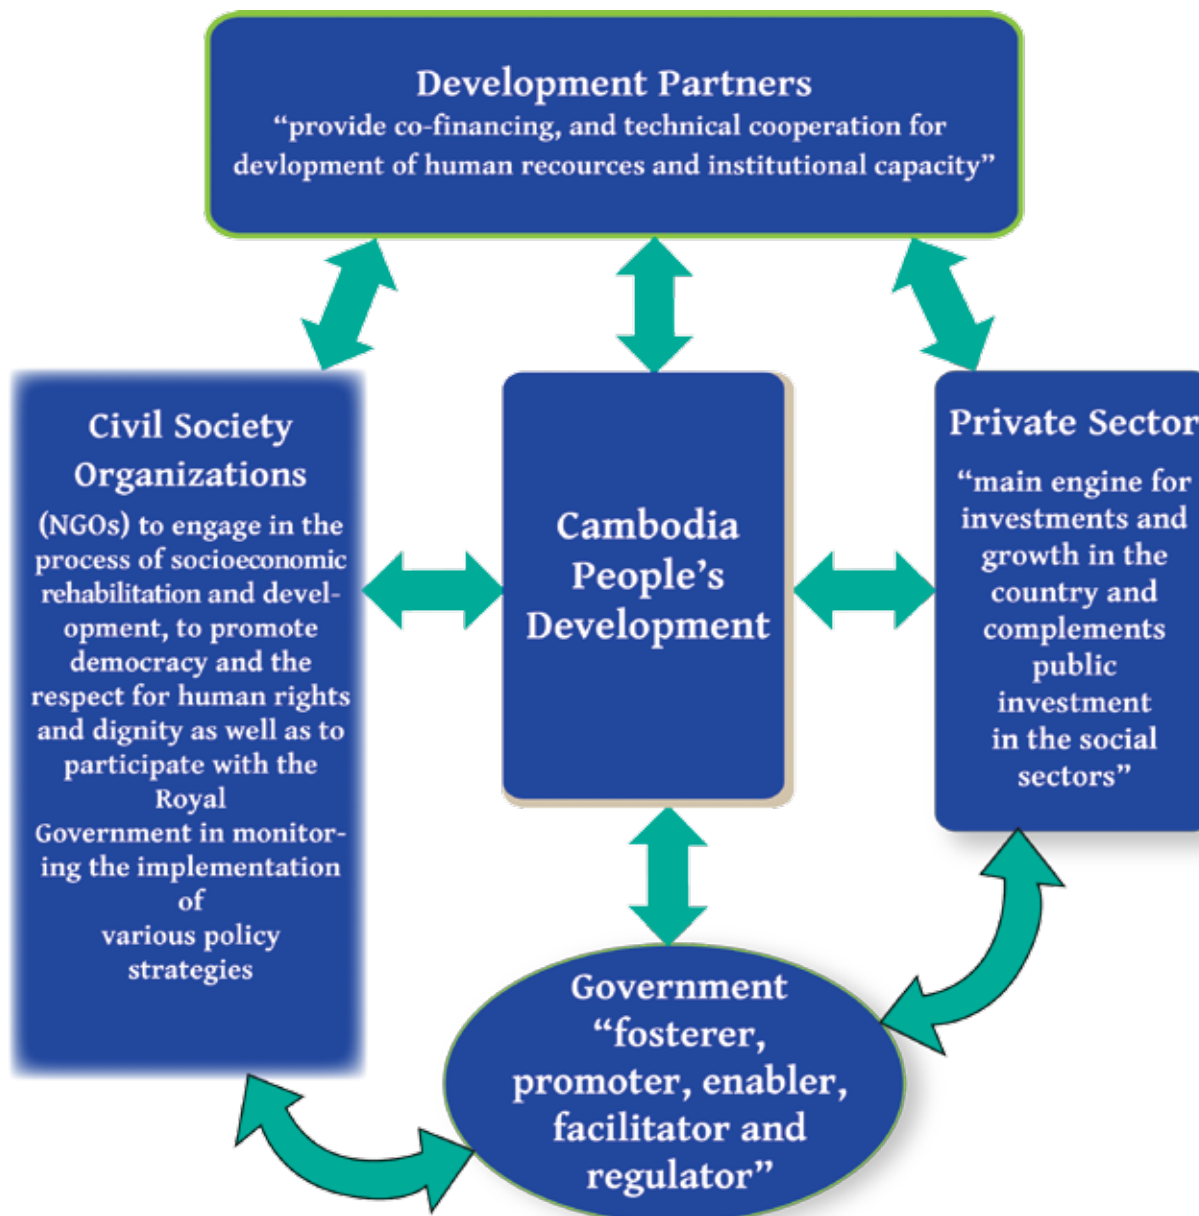 Development Partners
“provide co-financing, and technical cooperation for
devlopment of human recources and institutional capacity”
Civil Society
Organizations
(NGOs) to engage in the
process of socioeconomic
rehabilitation and devel-
opment, to promote
democracy and the
respect for human rights
and dignity as well as to
participate with the
Royal
Government in monitor-
ing the implementation
of
various policy
strategies
Cambodia
People’s
Development
Private Sector
“main engine for
investments and
growth in the
country and
complements
public
investment
in the social
sectors”
Government
“fosterer,
promoter, enabler,
facilitator and
regulator”